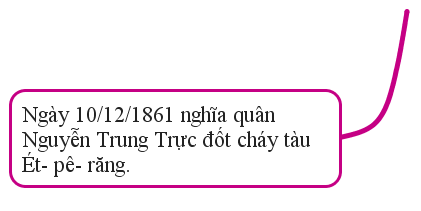 Ngày 10/12/1861 nghĩa quân
Nguyễn Trung Trực đốt cháy tàu
Ét- pê- răng.